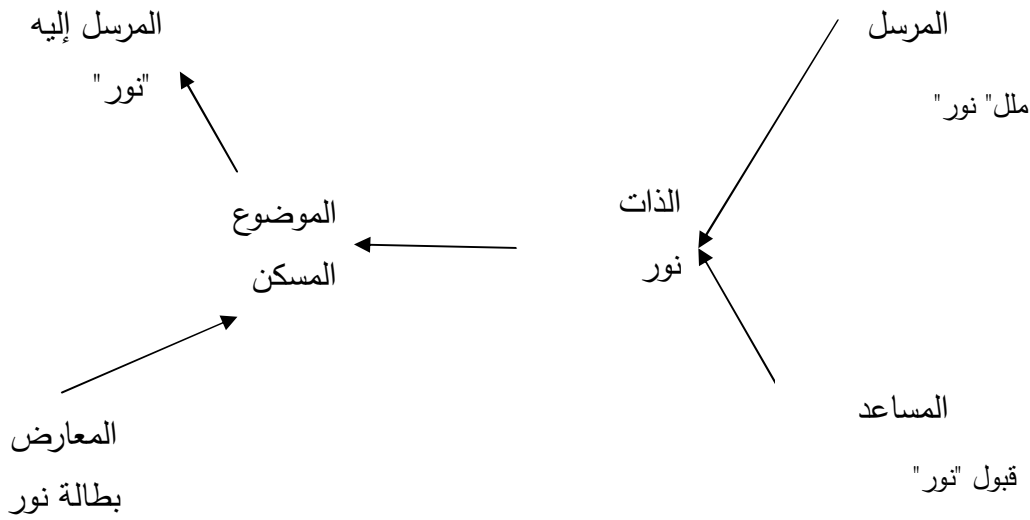 المرسل
ملل" نور"
المرسل إليه
"نور"
الذات
نور
الموضوع
المسكن
المساعد
قبول "نور"
المعارض
بطالة نور